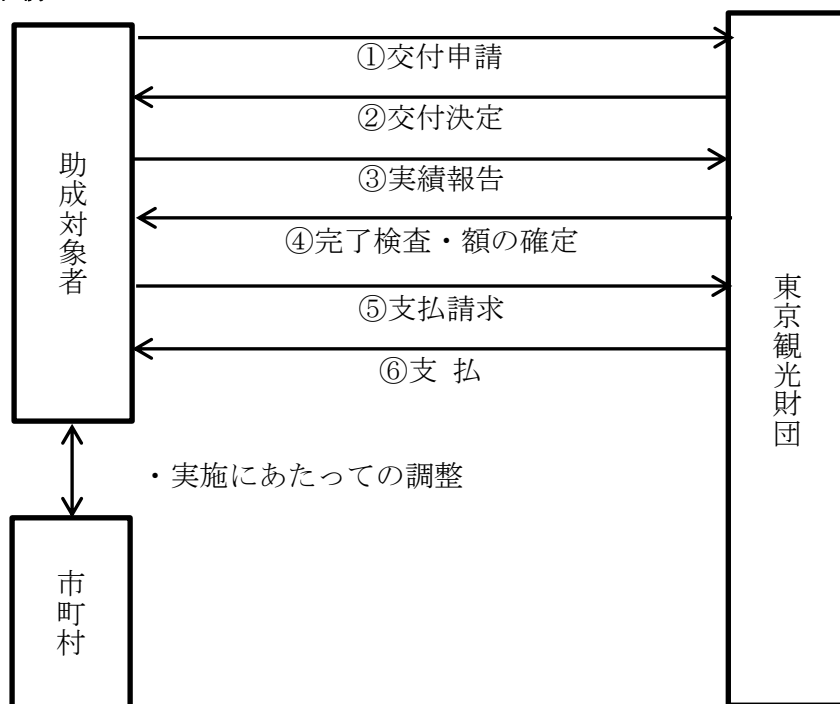 ①交付申請
②交付決定
③実績報告
④完了検査・額の確定
⑤支払請求
⑥支 払
助成対象者
東京観光財団
・実施にあたっての調整
市町村